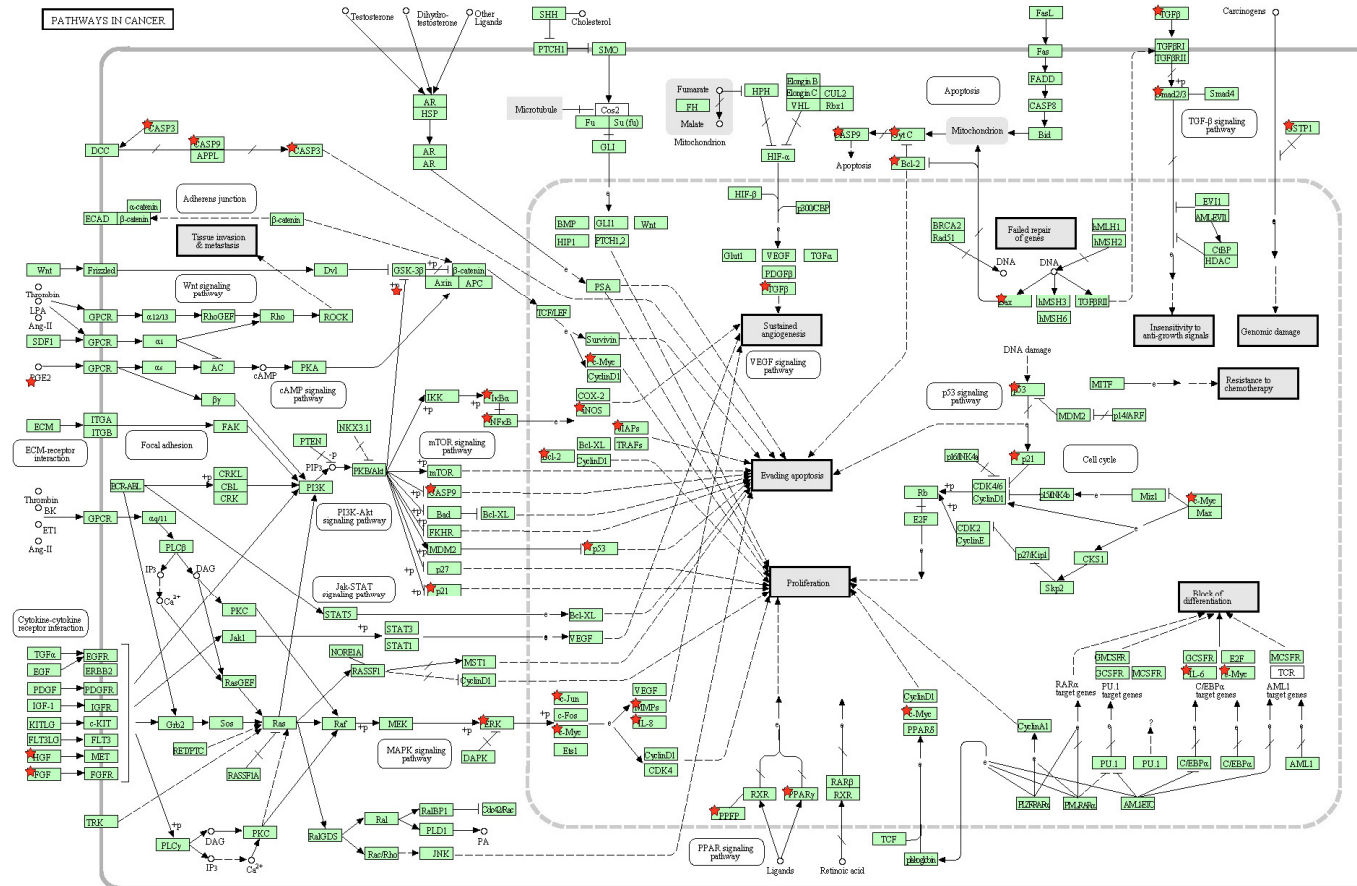 PATHWAYS IN CANCER
Testosterone
Dihydro-
testosterone
Other
Ligands
SHH
Cholesterol
PTCH1
SMO
Microtubule
Cos2
Fu
Su (fu)
GLI
AR
HSP
AR
AR
Fumarate
FH
Malate
Mitochondrion
HPH
Elongin B
Elongin C
CUL2
VHL
Rbx1
HIF-α
Apoptosis
FasL
Fas
FADD
CASP8
Bid
Mitochondrion
Cyt C
CASP9
Apoptosis
Bcl-2
TGFβ
TGFβRI
TGFβRII
+p
Smad2/3
Smad4
TGF-β signaling
pathway
Carcinogens
GSTP1
CASP3
DCC
CASP9
APPL
CASP3
Adherens junction
α-catenin
ECAD
β-catenin
β-catenin
Tissue invasion
& metastasis
Wnt
Frizzled
Dvl
GSK-3β
+p
β-catenin
Axin
APC
+p
Wnt signaling
pathway
Thrombin
LPA
Ang-II
GPCR
α12/13
RhoGEF
Rho
ROCK
SDF1
GPCR
αi
PGE2
GPCR
αs
AC
cAMP
PKA
cAMP signaling
pathway
βγ
ECM
ITGA
ITGB
FAK
ECM-receptor
interaction
Focal adhesion
PTEN
NKX3.1
PIP3
-p
PKB/Akt
PI3K
BCR-ABL
+p
CRKL
CBL
CRK
PI3K-Akt
signaling pathway
Thrombin
BK
ET1
Ang-II
GPCR
αq/11
PLCβ
IP3
DAG
Ca2+
PKC
RasGEF
Jak-STAT
signaling pathway
STAT5
Jak1
+p
STAT3
STAT1
Cytokine-cytokine
receptor interaction
TGFα
EGFR
EGF
ERBB2
PDGF
PDGFR
IGF-1
IGFR
KITLG
c-KIT
FLT3LG
FLT3
HGF
MET
FGF
FGFR
TRK
Grb2
Sos
Ras
Raf
+p
MEK
+p
ERK
+p
RET/PTC
RASSF1A
NORE1A
RASSF1
MST1
CyclinD1
DAPK
MAPK signaling
pathway
PLCγ
+p
DAG
IP3
Ca2+
PKC
RalGDS
Ral
RalBP1
Cdc42/Rac
PLD1
PA
Rac/Rho
JNK
IKK
+p
IκBα
NFκB
mTOR signaling
pathway
mTOR
CASP9
Bad
Bcl-XL
FKHR
MDM2
p27
p21
p53
Bcl-XL
VEGF
BMP
GLI1
Wnt
HIP1
PTCH1,2
PSA
TCF/LEF
Survivin
c-Myc
CyclinD1
COX-2
iNOS
cIAPs
Bcl-XL
TRAFs
Bcl-2
CyclinD1
HIF-β
p300/CBP
Glut1
VEGF
TGFα
PDGFβ
TGFβ
Sustained
angiogenesis
VEGF signaling
pathway
Evading apoptosis
Proliferation
c-Jun
c-Fos
c-Myc
Ets1
VEGF
MMPs
IL-8
CyclinD1
CDK4
BRCA2
Rad51
DNA
Failed repair
of genes
hMLH1
hMSH2
DNA
Bax
hMSH3
TGFβRII
hMSH6
EVI1
AML-EVI1
CtBP
HDAC
Insensitivity to
anti-growth signals
Genomic damage
DNA damage
p53
p53 signaling
pathway
MDM2
p14/ARF
MITF
Resistance to
chemotherapy
p21
Cell cycle
p16/INK4a
CDK4/6
CyclinD1
+p
p15/INK4b
Miz1
c-Myc
Max
Rb
E2F
CDK2
CyclinE
+p
p27/Kip1
CKS1
Skp2
Block of
differentiation
GM-CSFR
GCSFR
MCSFR
GCSFR
IL-6
E2F
c-Myc
MCSFR
TCR
RARα
target genes
PU.1
target genes
C/EBPα
target genes
AML1
target genes
CyclinD1
c-Myc
PPARδ
CyclinA1
PU.1
?
PU.1
C/EBPα
C/EBPα
AML1
PLZF-RARα
PML-RARα
AML1-ETO
RXR
PPARγ
PPFP
RARβ
RXR
PPAR signaling
pathway
Ligands
Retinoic acid
TCF